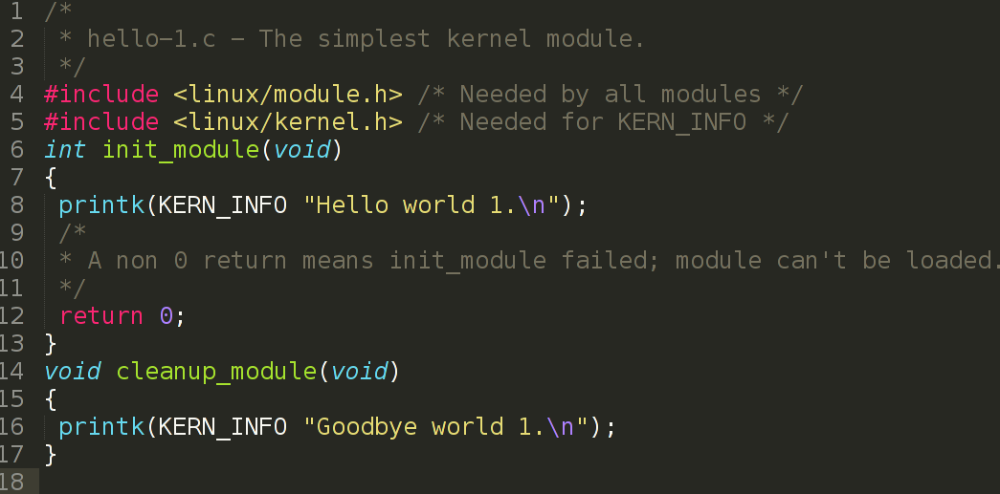 1 /*
2  * hello-1.c - The simplest kernel module.
3  */
4 #include <linux/module.h> /* Needed by all modules */
5 #include <linux/kernel.h> /* Needed for KERN_INFO */
6 int init_module(void)
7 {
8  printk(KERN_INFO "Hello world 1.\n");
9  /*
10  * A non 0 return means init_module failed; module can't be loaded.
11  */
12  return 0;
13 }
14 void cleanup_module(void)
15 {
16  printk(KERN_INFO "Goodbye world 1.\n");
17 }
18